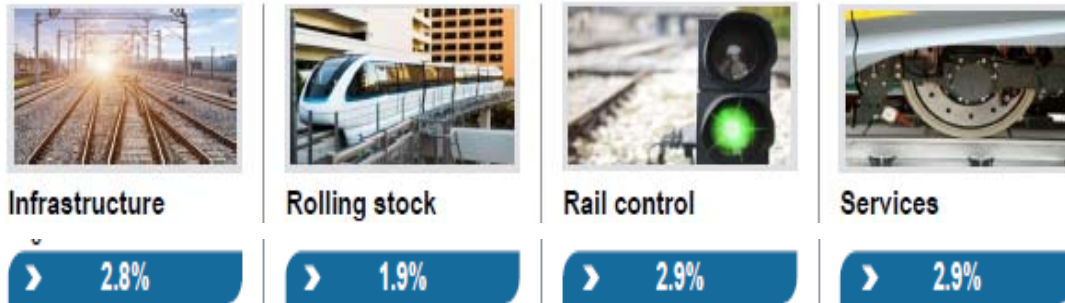 Infrastructure
Rolling stock
Rail control
Services
2.8%
1.9%
2.9%
2.9%